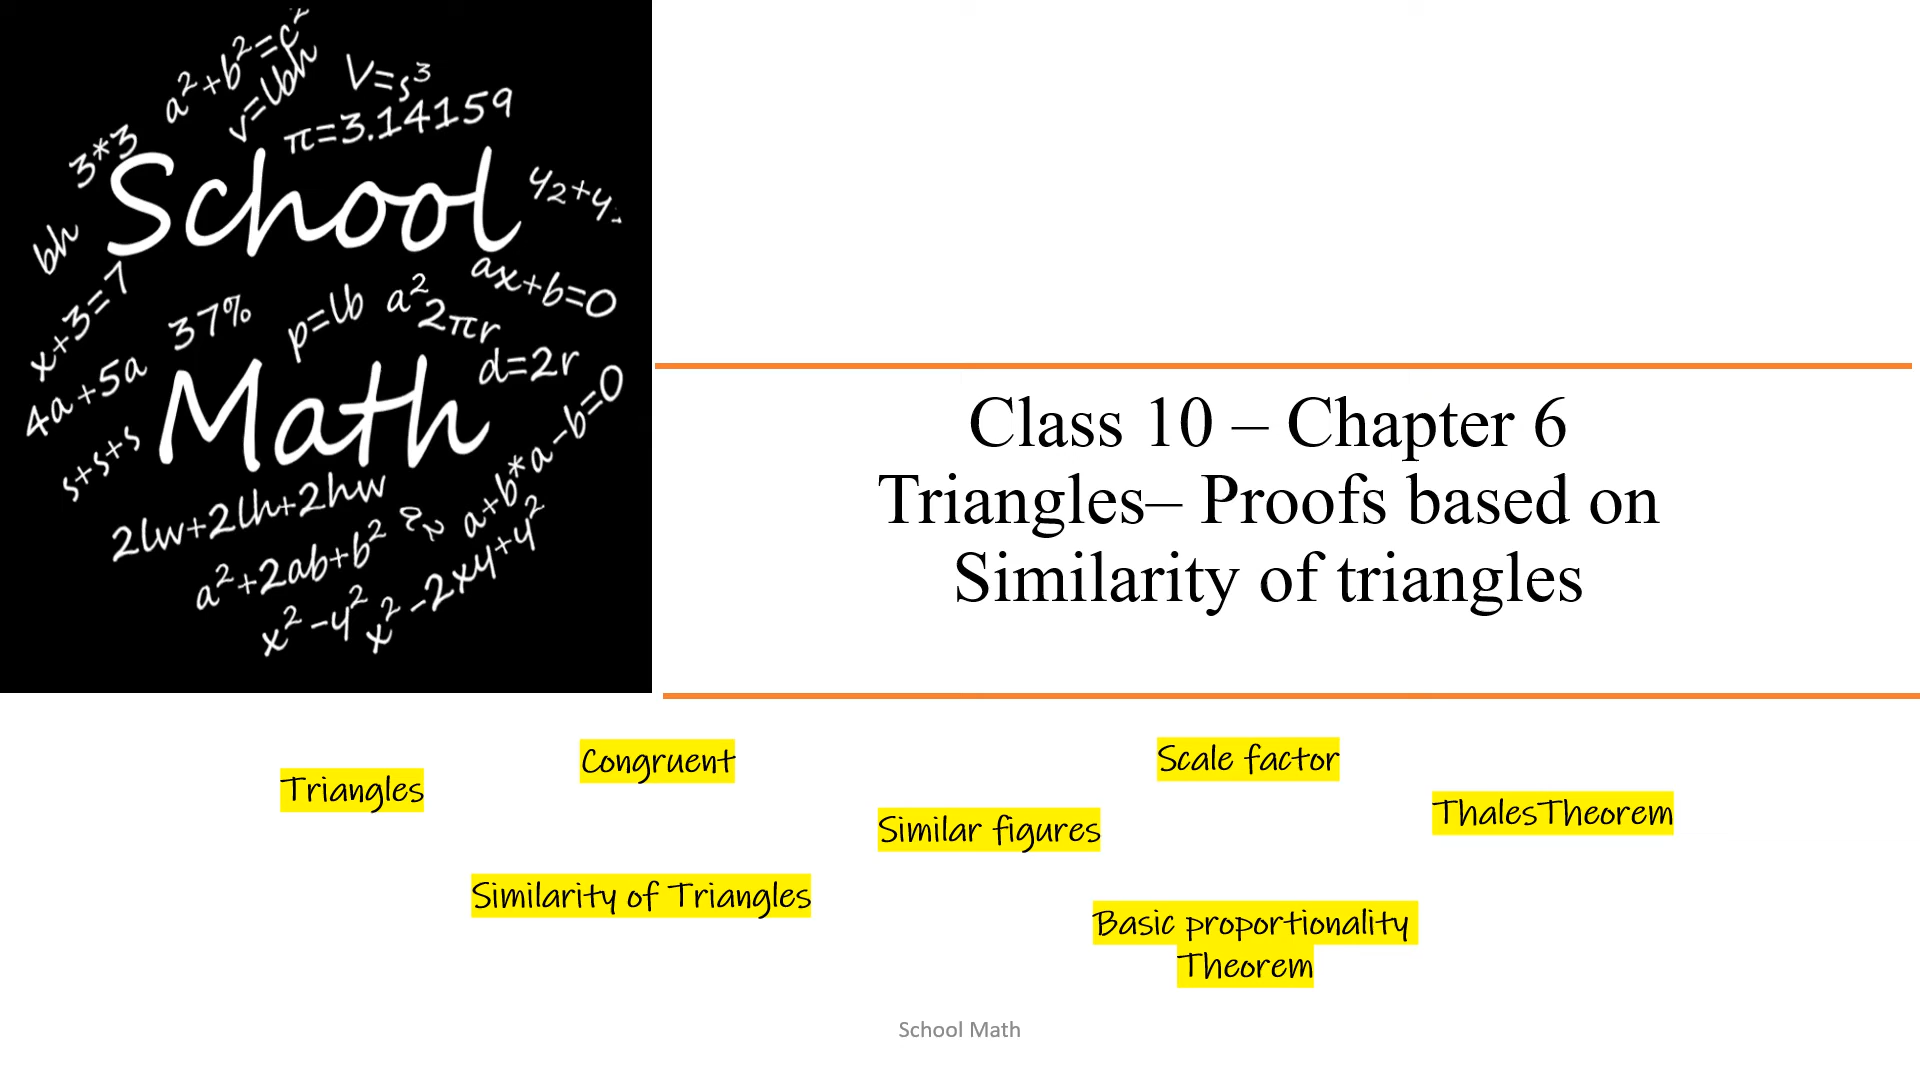 a²+b²=c²
v=lbh
V=s³
π=3.14159
3*3
School
y2+y
bh
ax+b=0
x+3=7
37%
p=lb
a²
2πr
d=2r
4a+5a
Math
s+s+s
a+b*a-b=0
2lw+2lh+2hw
a²+2ab+b²
x²-y²
x²-2xy+y²
Class 10 – Chapter 6
Triangles– Proofs based on
Similarity of triangles
Triangles
Congruent
Scale factor
Similar figures
ThalesTheorem
Similarity of Triangles
Basic proportionality
Theorem
School Math